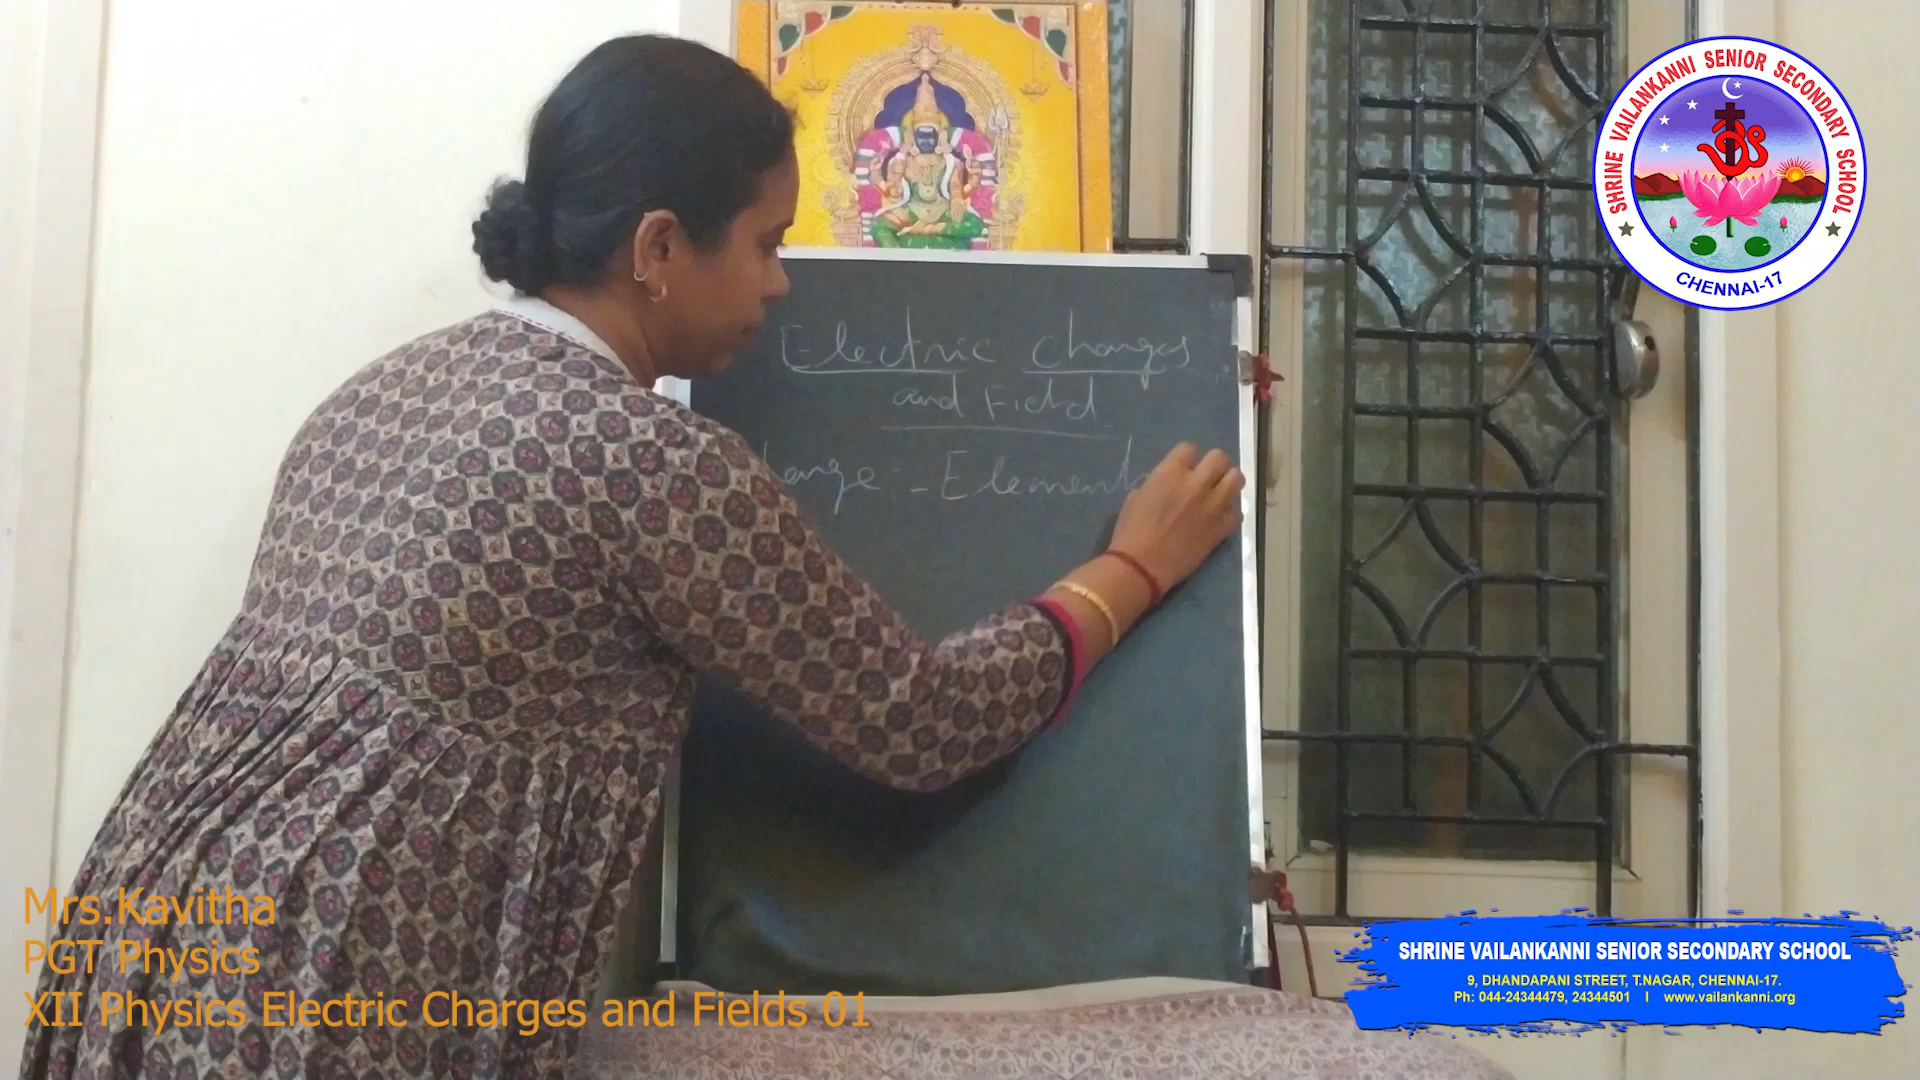 SHRINE VAILANKANNI SENIOR SECONDARY SCHOOL
CHENNAI-17
Electric charges
and Field
- Elementa
Mrs.Kavitha
PGT Physics
XII Physics Electric Charges and Fields 01
SHRINE VAILANKANNI SENIOR SECONDARY SCHOOL
9, DHANDAPANI STREET, T.NAGAR, CHENNAI-17.
Ph: 044-24344479, 24344501 I www.vailankanni.org